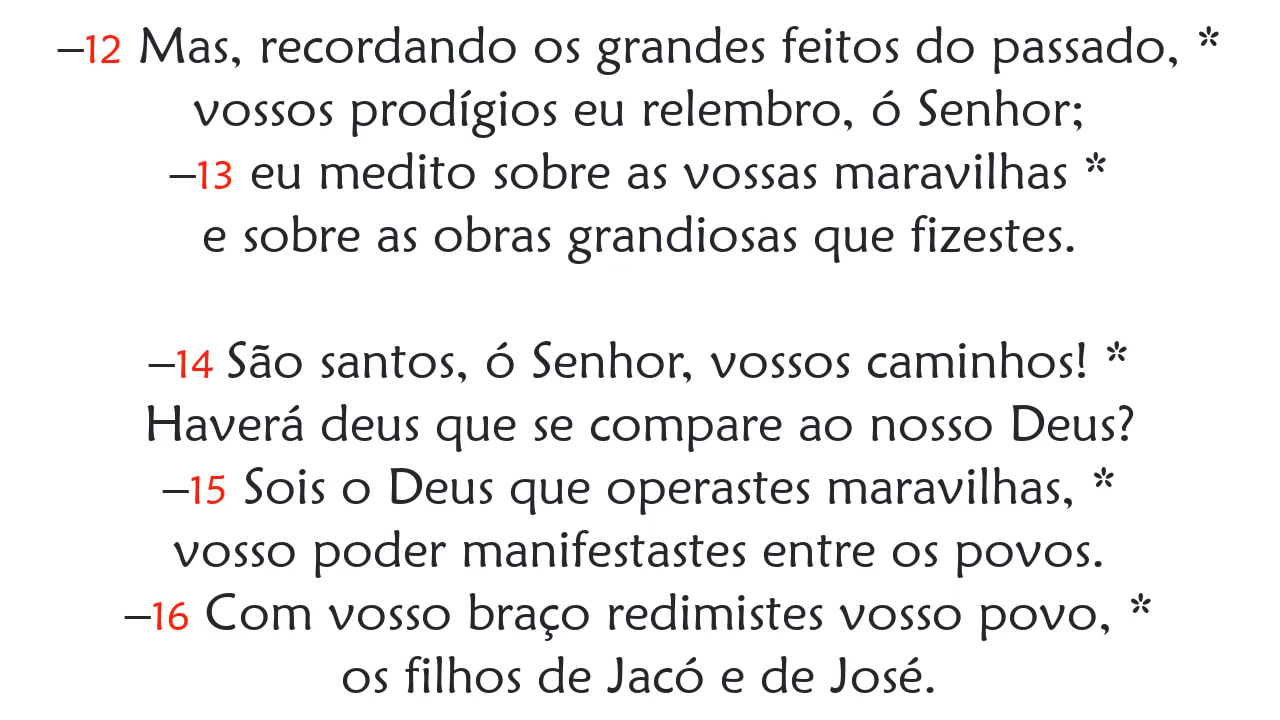 –12 Mas, recordando os grandes feitos do passado, *
vossos prodígios eu relembro, ó Senhor;
–13 eu medito sobre as vossas maravilhas *
e sobre as obras grandiosas que fizestes.
–14 São santos, ó Senhor, vossos caminhos! *
Haverá deus que se compare ao nosso Deus?
–15 Sois o Deus que operastes maravilhas, *
vosso poder manifestastes entre os povos.
–16 Com vosso braço redimistes vosso povo, *
os filhos de Jacó e de José.